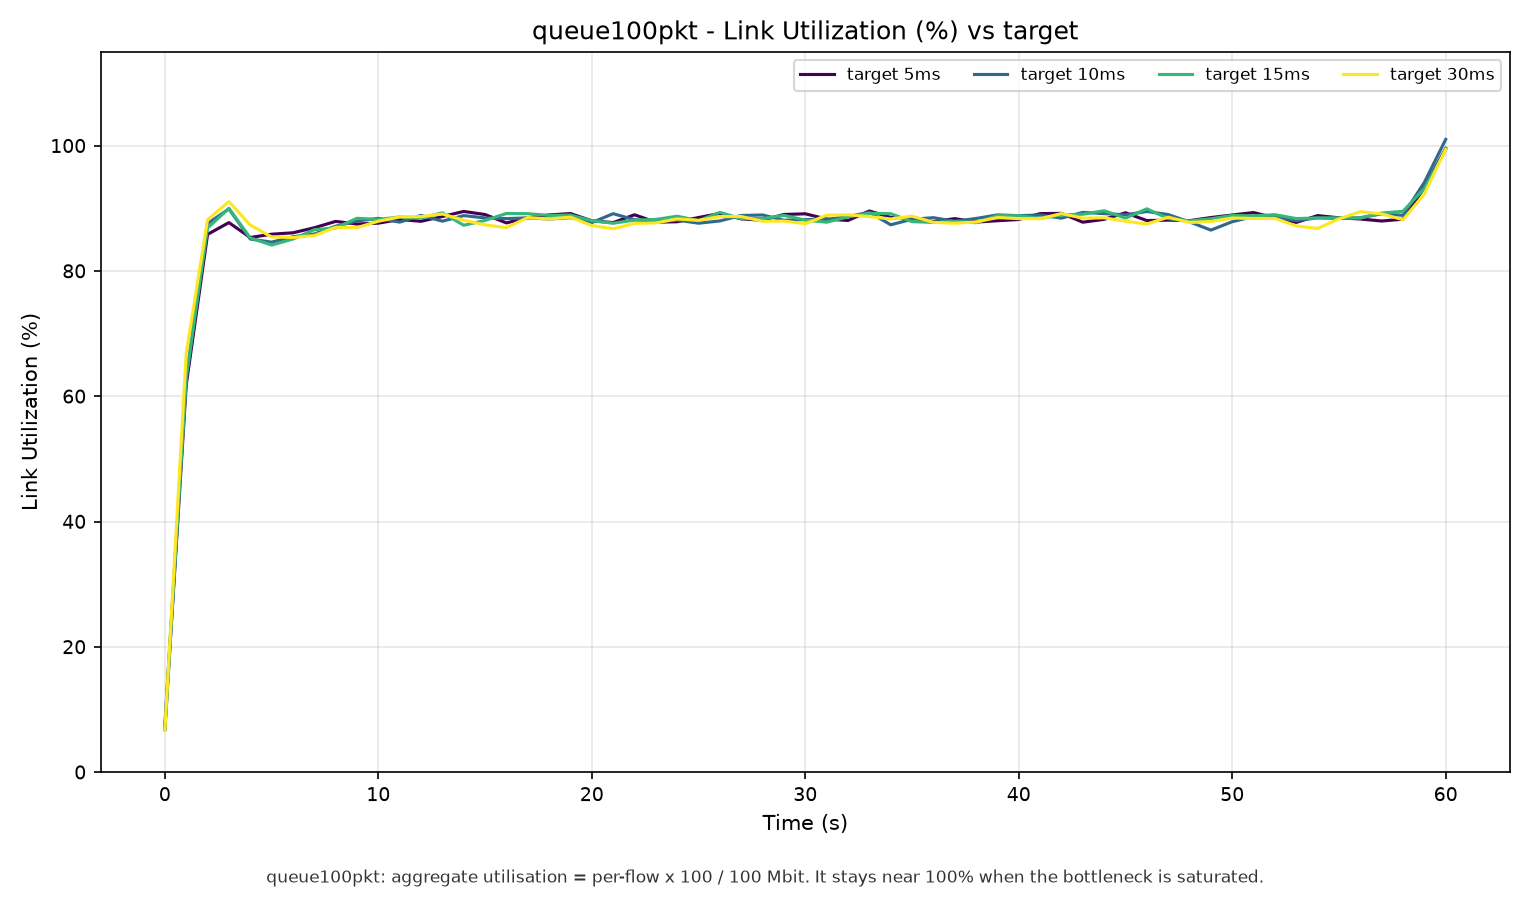 queue100pkt - Link Utilization (%) vs target
target 5ms
target 10ms
target 15ms
target 30ms
100
80
60
40
20
0
Link Utilization (%)
0
10
20
30
40
50
60
Time (s)
queue100pkt: aggregate utilisation = per-flow x 100 / 100 Mbit. It stays near 100% when the bottleneck is saturated.